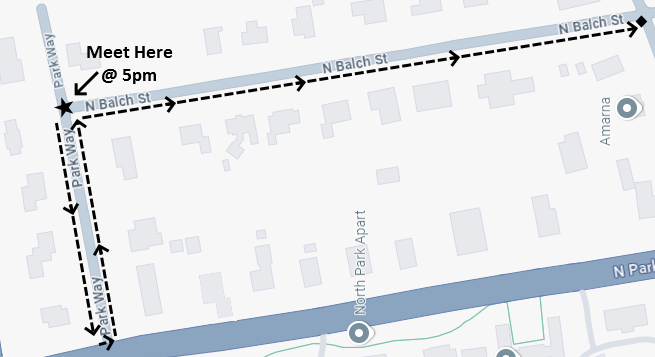 Park Way
Meet Here
@ 5pm
N Balch St
N Balch St
N Balch St
Park Way
Amarna
North Park Apart
N Park
Park Way